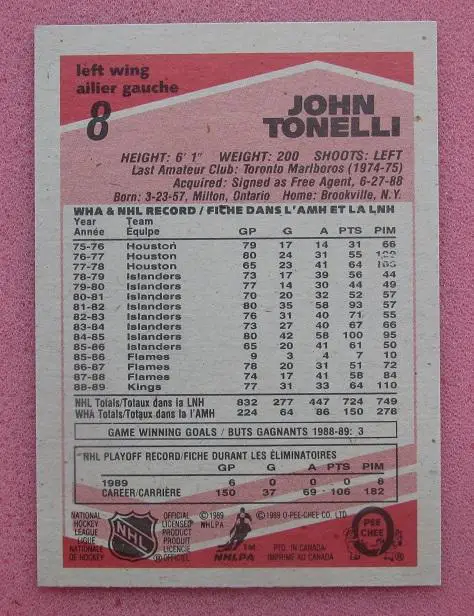 left wing
ailier gauche
8
JOHN
TONELLI
HEIGHT: 6' 1" WEIGHT: 200 SHOOTS: LEFT
Last Amateur Club: Toronto Marlboros (1974-75)
Acquired: Signed as Free Agent, 6-27-88
Born: 3-23-57, Milton, Ontario Home: Brookville, N.Y.
WHA & NHL RECORD / FICHE DANS L'AMH ET LA LNH
Year Team
Année Équipe GP G A PTS PIM
75-76 Houston 79 17 14 31 66
76-77 Houston 80 24 31 55
77-78 Houston 65 23 41 64 103
78-79 Islanders 73 17 39 56 44
79-80 Islanders 77 14 30 44 49
80-81 Islanders 70 20 32 52 57
81-82 Islanders 80 35 58 93 57
82-83 Islanders 76 31 40 71 55
83-84 Islanders 73 27 40 67 66
84-85 Islanders 80 42 58 100 95
85-86 Islanders 65 20 41 61 50
85-86 Flames 9 3 4 7 10
86-87 Flames 78 20 31 51 72
87-88 Flames 74 17 41 58 84
88-89 Kings 77 31 33 64 110
NHL Totals/Totaux dans la LNH 832 277 447 724 749
WHA Totals/Totaux dans l'AMH 224 64 86 150 278
GAME WINNING GOALS / BUTS GAGNANTS 1988-89: 3
NHL PLAYOFF RECORD/FICHE DURANT LES ÉLIMINATOIRES
GP G A PTS PIM
1989 6 0 0 0 8
CAREER/CARRIÈRE 150 37 69 106 182
NATIONAL
HOCKEY
LEAGUE
LIGUE
NATIONALE
DE HOCKEY
NHL
OFFICIAL
LICENSED
PRODUCT
PRODUIT
LICENCIÉ
OFFICIEL
©1989
NHLPA
TM
NHLPA
©1989 O-PEE-CHEE CO. LTD.
PTD. IN CANADA
IMPRIMÉ AU CANADA
O
PEE
CHEE